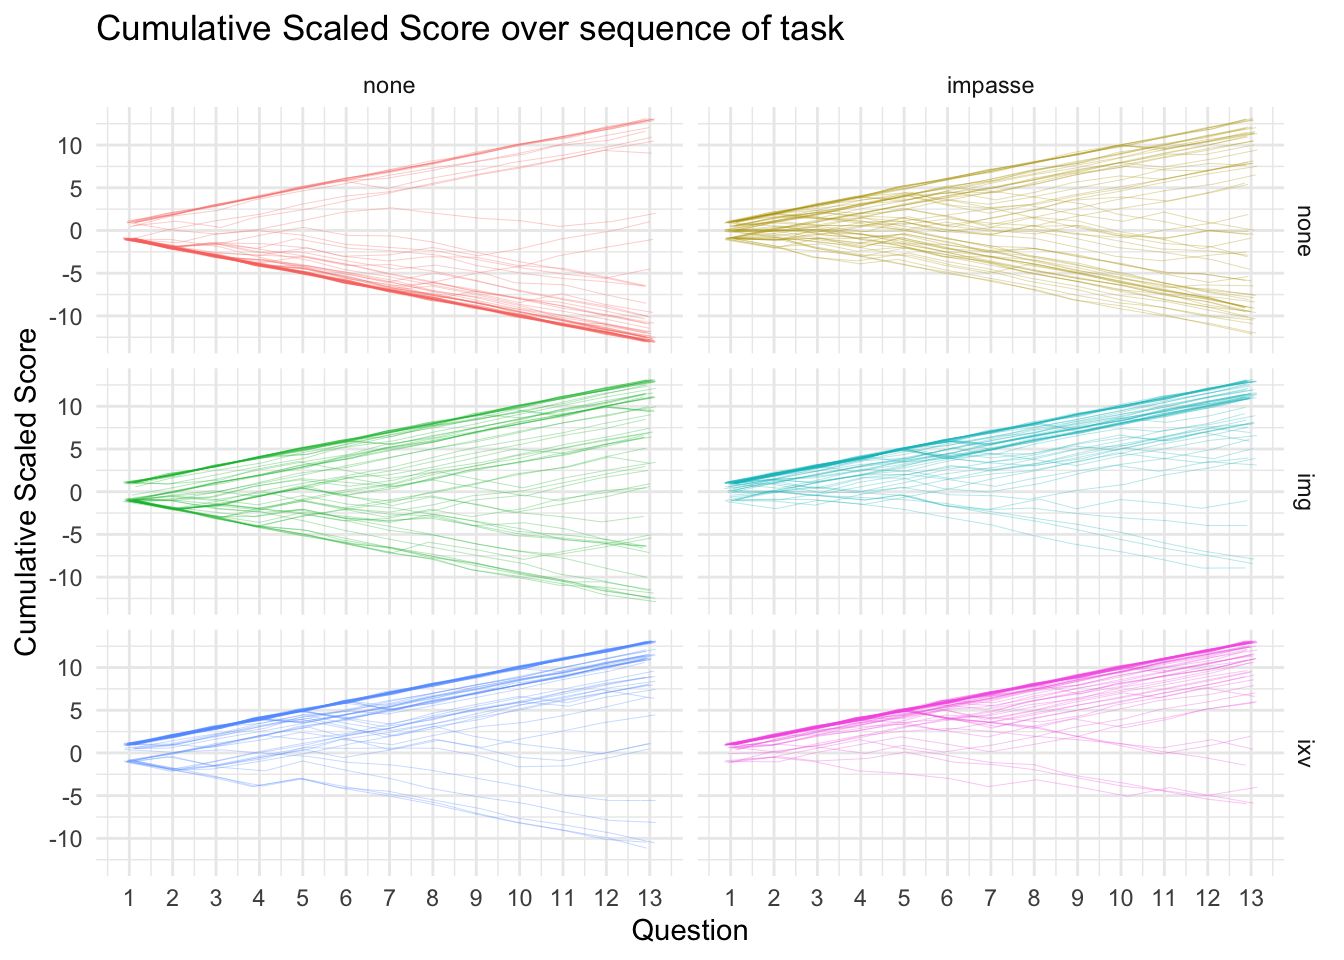 Cumulative Scaled Score over sequence of task
none
impasse
10
5
0
-5
-10
none
10
5
0
-5
-10
img
10
5
0
-5
-10
ixv
Cumulative Scaled Score
1 2 3 4 5 6 7 8 9 10 11 12 13
1 2 3 4 5 6 7 8 9 10 11 12 13
Question